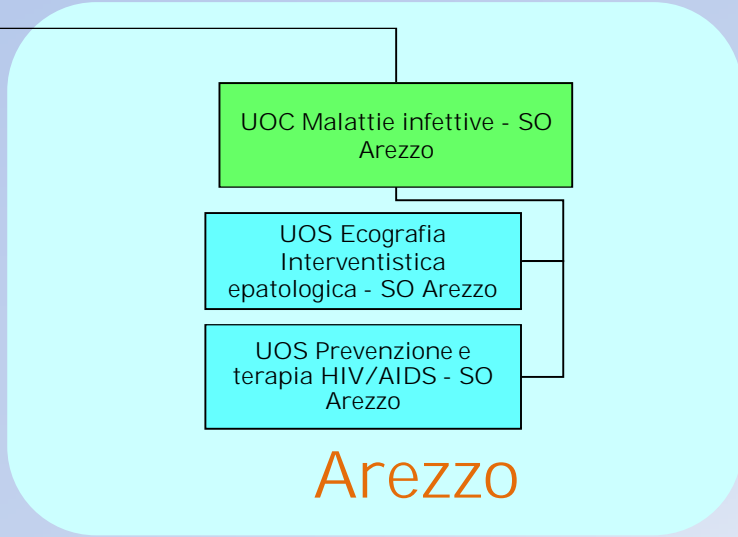 UOC Malattie infettive - SO
Arezzo
UOS Ecografia
Interventistica
epatologica - SO Arezzo
UOS Prevenzione e
terapia HIV/AIDS - SO
Arezzo
Arezzo